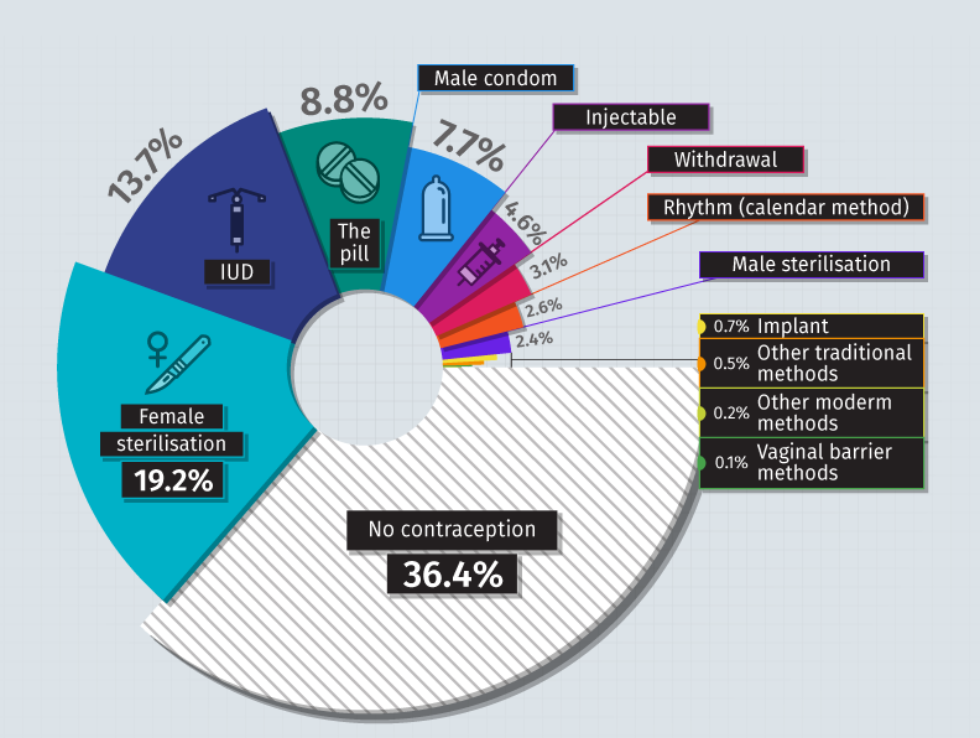 Male condom
8.8%
Injectable
7.7%
13.7%
Withdrawal
4.6%
Rhythm (calendar method)
The
pill
3.1%
Male sterilisation
IUD
2.6%
2.4%
0.7% Implant
0.5% Other traditional
methods
0.2% Other moderm
methods
0.1% Vaginal barrier
methods
Female
sterilisation
19.2%
No contraception
36.4%